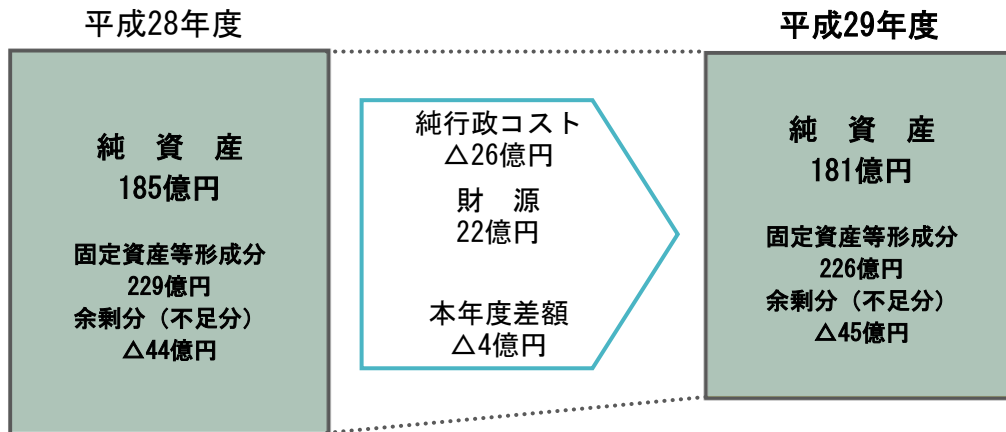 平成28年度
純　資　産
185億円
固定資産等形成分
229億円
余剰分（不足分）
△44億円
純行政コスト
△26億円
財　源
22億円
本年度差額
△4億円
平成29年度
純　資　産
181億円
固定資産等形成分
226億円
余剰分（不足分）
△45億円